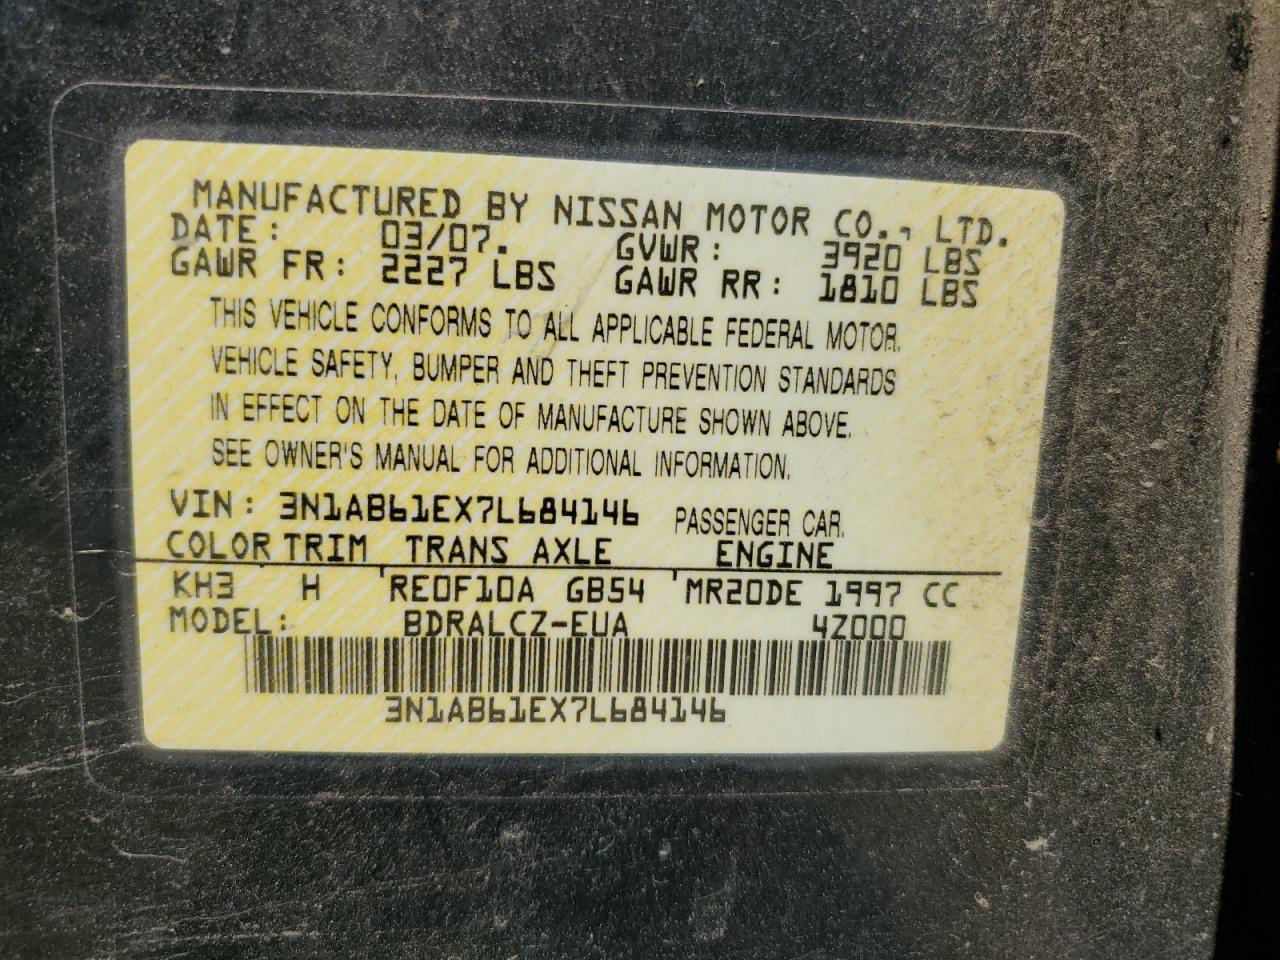 MANUFACTURED BY NISSAN MOTOR CO., LTD.
DATE: 03/07. GVWR: 3920 LBS
GAWR FR: 2227 LBS GAWR RR: 1810 LBS
THIS VEHICLE CONFORMS TO ALL APPLICABLE FEDERAL MOTOR
VEHICLE SAFETY, BUMPER AND THEFT PREVENTION STANDARDS
IN EFFECT ON THE DATE OF MANUFACTURE SHOWN ABOVE.
SEE OWNER'S MANUAL FOR ADDITIONAL INFORMATION.
VIN: 3N1AB61EX7L684146 PASSENGER CAR.
COLOR TRIM TRANS AXLE ENGINE
KH3 H RE0F10A GB54 MR20DE 1997 CC
MODEL: BDRALCZ-EUA 4Z000
3N1AB61EX7L684146